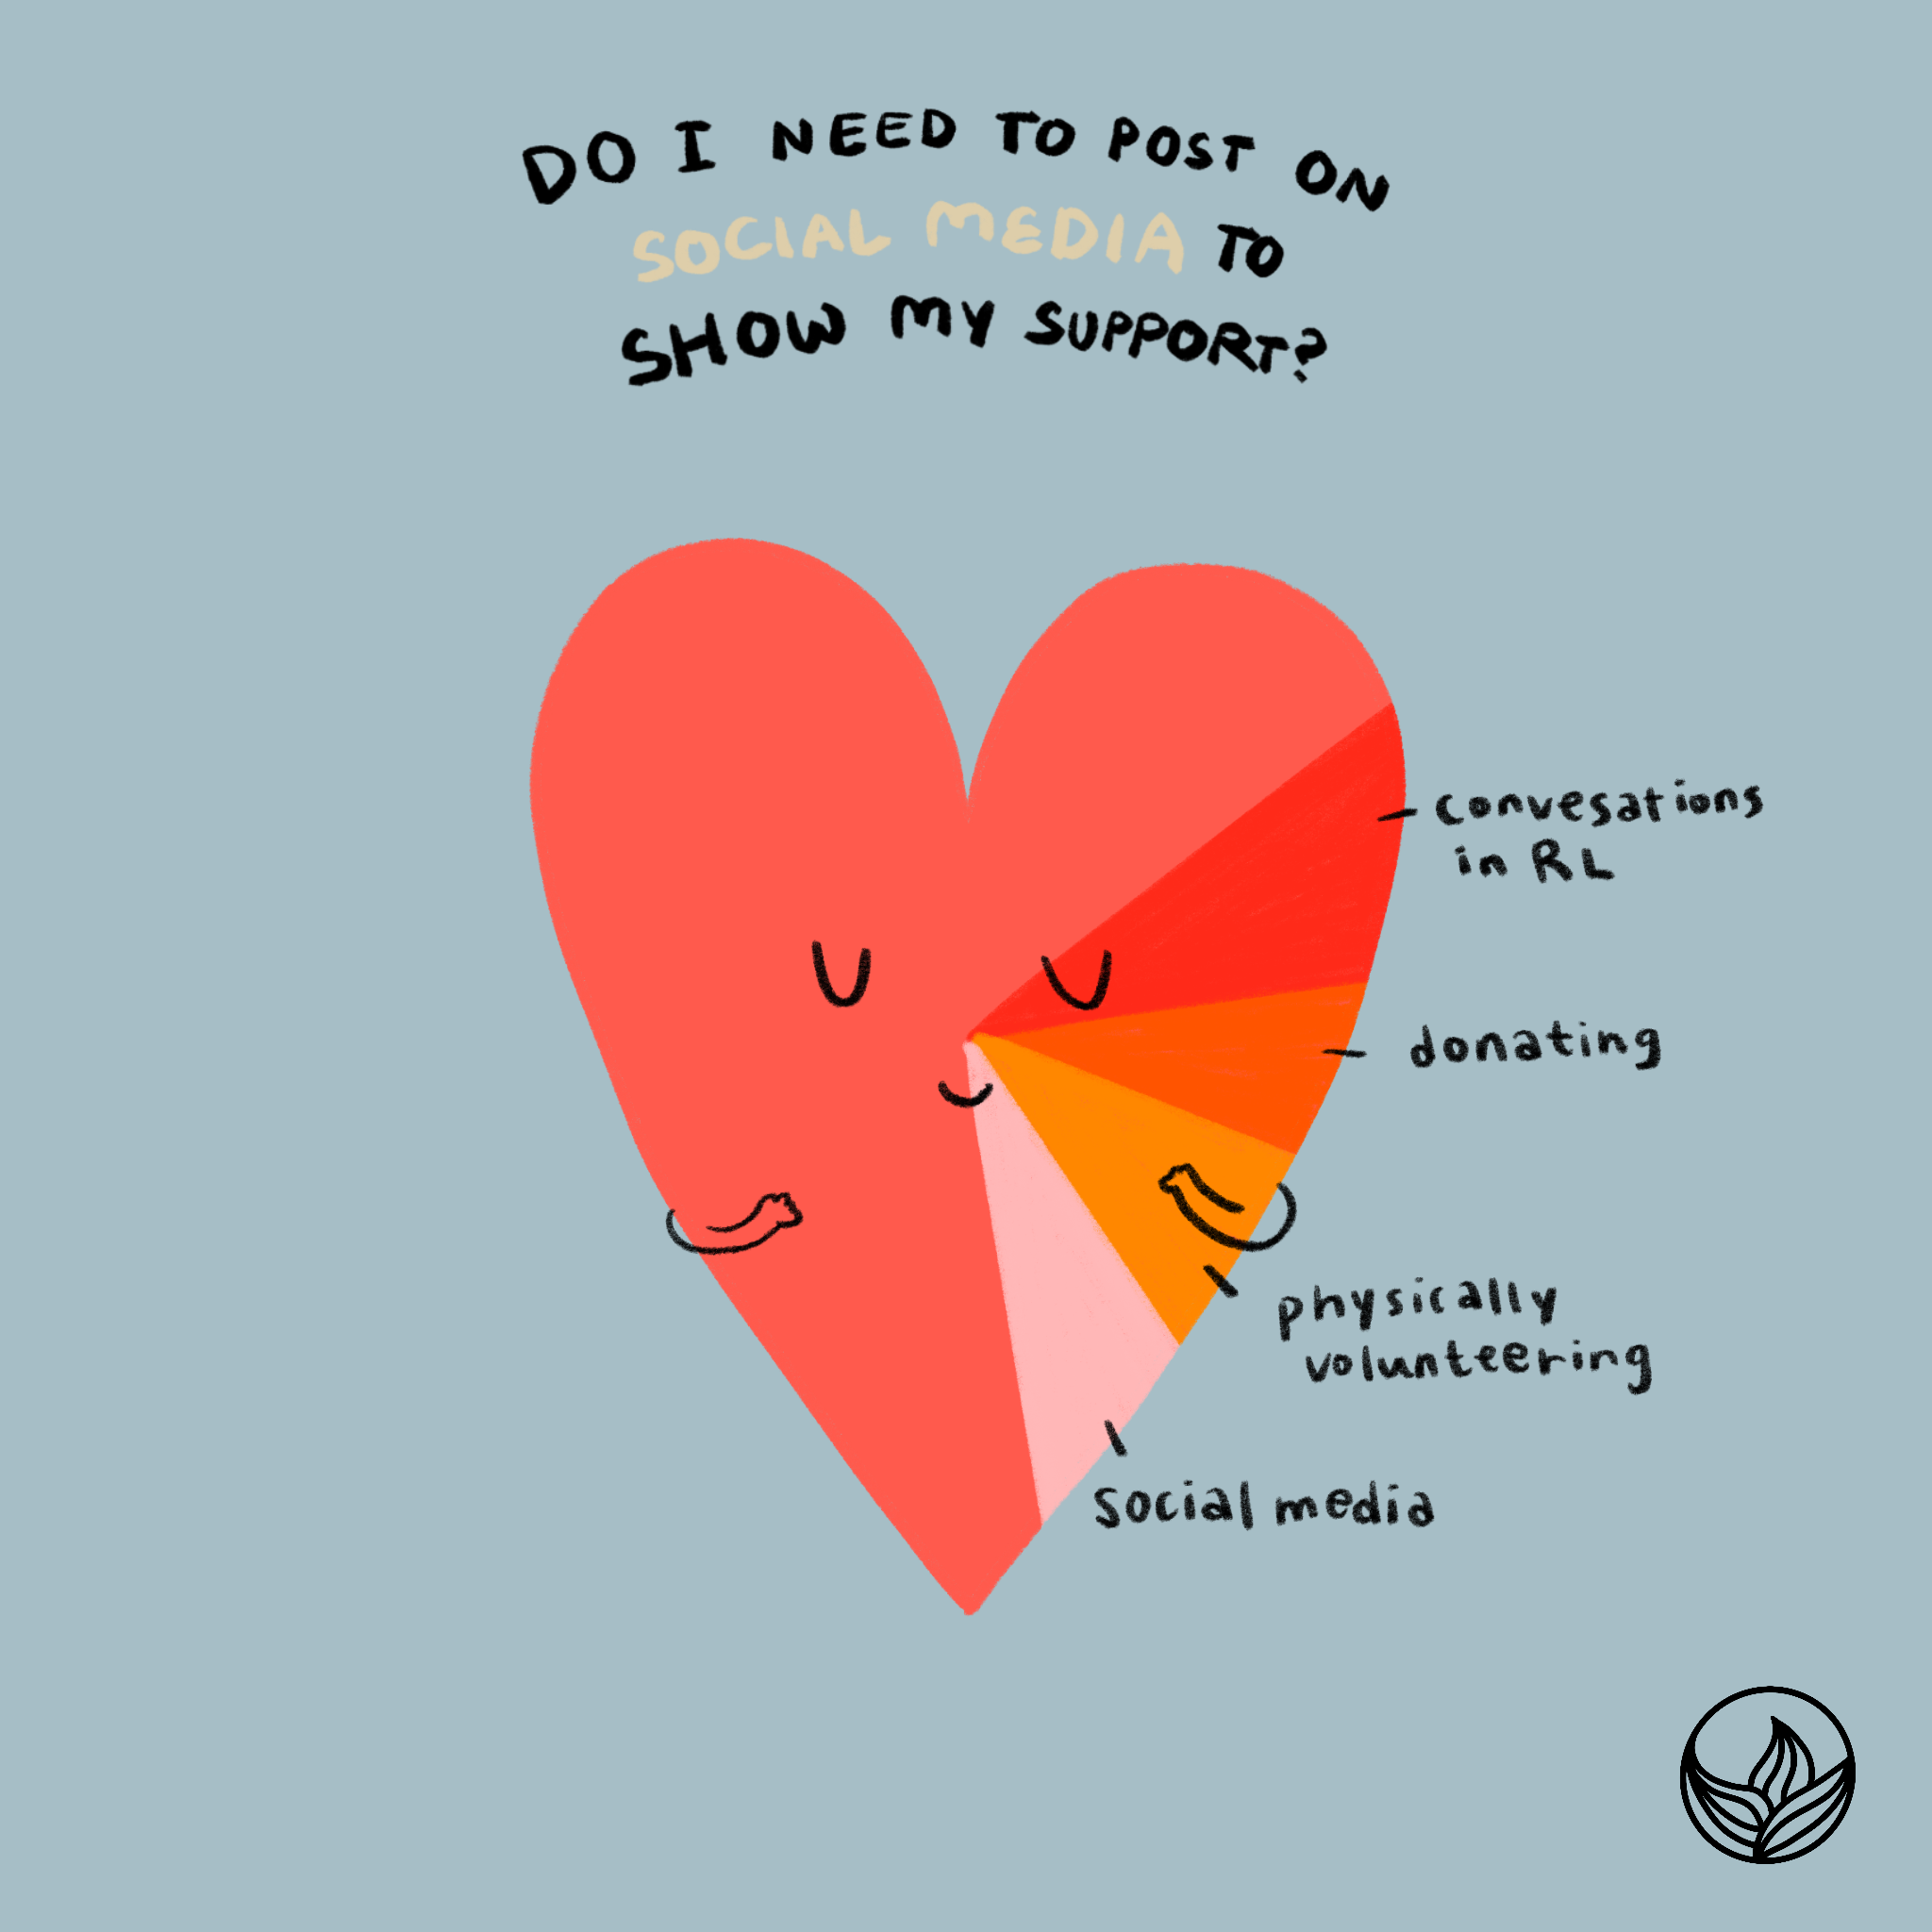 DO I NEED TO POST ON
SOCIAL MEDIA TO
SHOW MY SUPPORT?
convesations
in RL
donating
physically
volunteering
social media